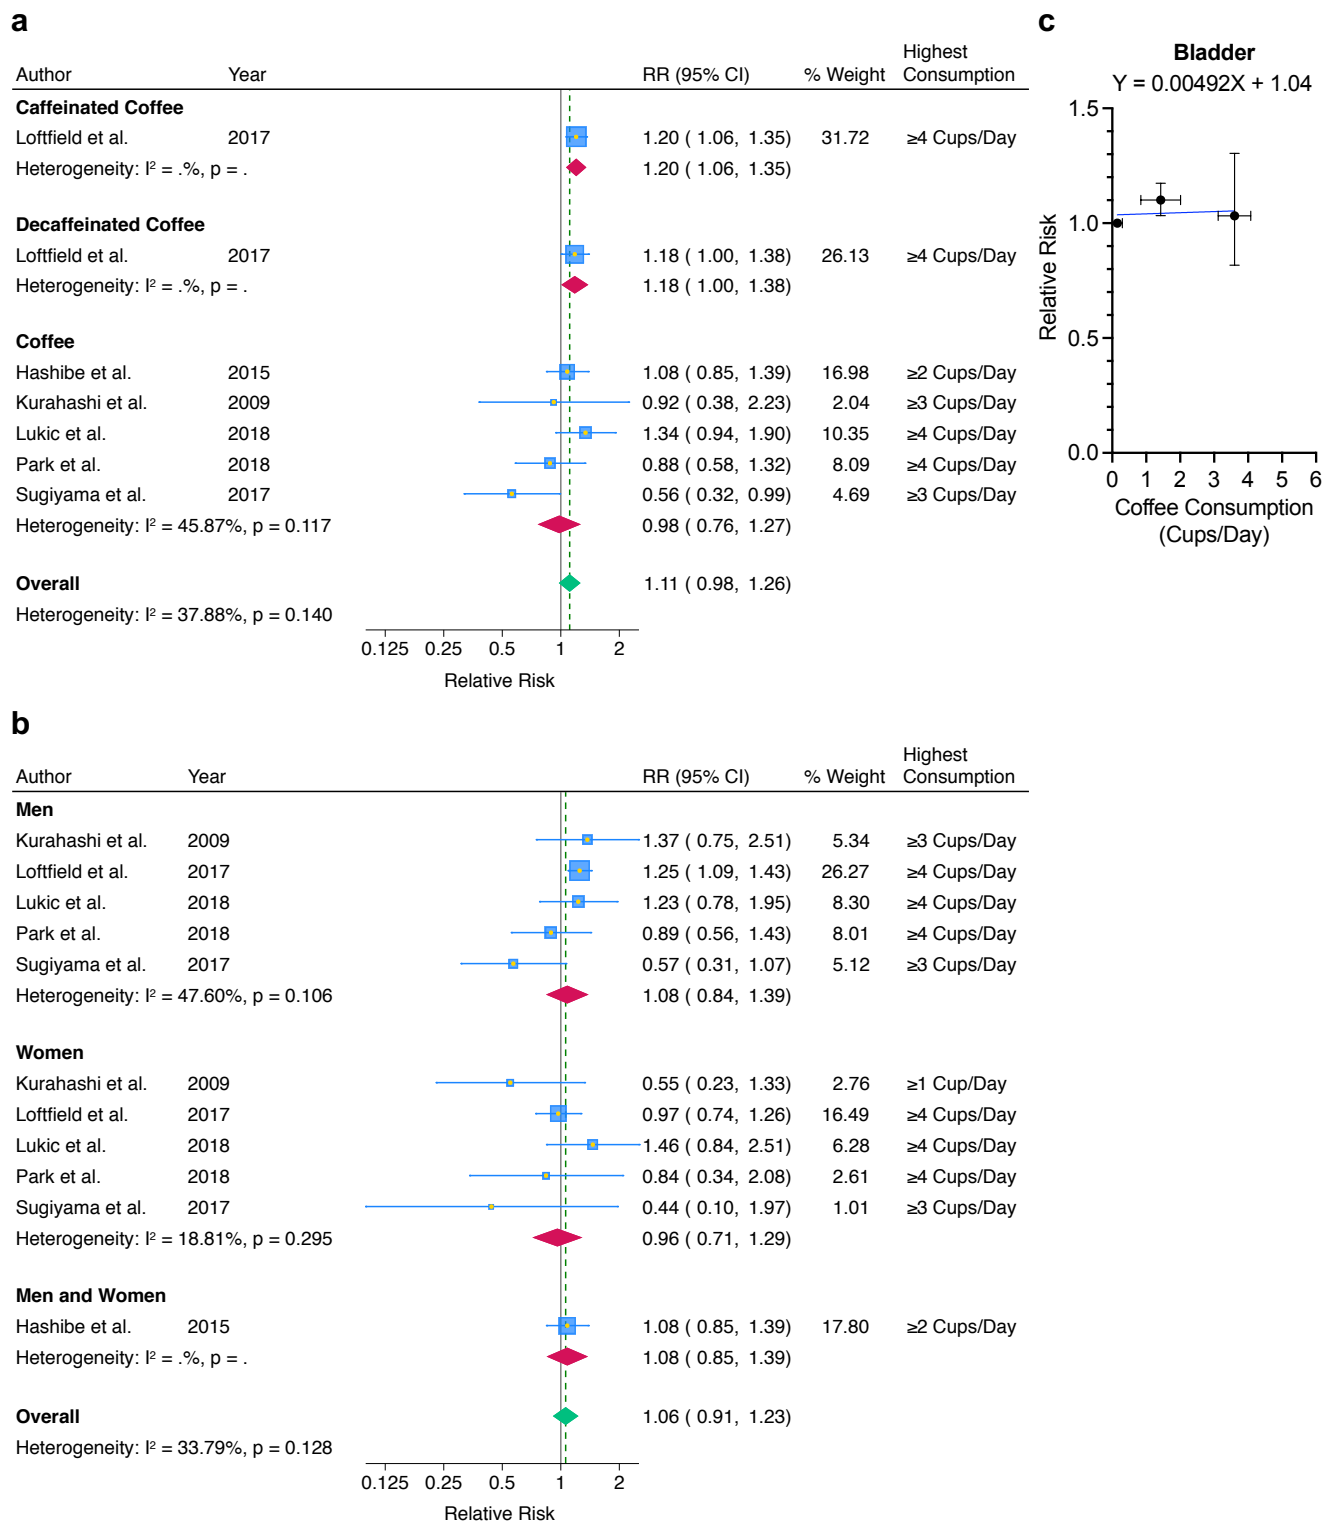 a
Highest
Author Year RR (95% CI) % Weight Consumption
Caffeinated Coffee
Loftfield et al. 2017 1.20 ( 1.06, 1.35) 31.72 ≥4 Cups/Day
Heterogeneity: I² = .%, p = . 1.20 ( 1.06, 1.35)
Decaffeinated Coffee
Loftfield et al. 2017 1.18 ( 1.00, 1.38) 26.13 ≥4 Cups/Day
Heterogeneity: I² = .%, p = . 1.18 ( 1.00, 1.38)
Coffee
Hashibe et al. 2015 1.08 ( 0.85, 1.39) 16.98 ≥2 Cups/Day
Kurahashi et al. 2009 0.92 ( 0.38, 2.23) 2.04 ≥3 Cups/Day
Lukic et al. 2018 1.34 ( 0.94, 1.90) 10.35 ≥4 Cups/Day
Park et al. 2018 0.88 ( 0.58, 1.32) 8.09 ≥4 Cups/Day
Sugiyama et al. 2017 0.56 ( 0.32, 0.99) 4.69 ≥3 Cups/Day
Heterogeneity: I² = 45.87%, p = 0.117 0.98 ( 0.76, 1.27)
Overall 1.11 ( 0.98, 1.26)
Heterogeneity: I² = 37.88%, p = 0.140
0.125 0.25 0.5 1 2
Relative Risk
b
Highest
Author Year RR (95% CI) % Weight Consumption
Men
Kurahashi et al. 2009 1.37 ( 0.75, 2.51) 5.34 ≥3 Cups/Day
Loftfield et al. 2017 1.25 ( 1.09, 1.43) 26.27 ≥4 Cups/Day
Lukic et al. 2018 1.23 ( 0.78, 1.95) 8.30 ≥4 Cups/Day
Park et al. 2018 0.89 ( 0.56, 1.43) 8.01 ≥4 Cups/Day
Sugiyama et al. 2017 0.57 ( 0.31, 1.07) 5.12 ≥3 Cups/Day
Heterogeneity: I² = 47.60%, p = 0.106 1.08 ( 0.84, 1.39)
Women
Kurahashi et al. 2009 0.55 ( 0.23, 1.33) 2.76 ≥1 Cup/Day
Loftfield et al. 2017 0.97 ( 0.74, 1.26) 16.49 ≥4 Cups/Day
Lukic et al. 2018 1.46 ( 0.84, 2.51) 6.28 ≥4 Cups/Day
Park et al. 2018 0.84 ( 0.34, 2.08) 2.61 ≥4 Cups/Day
Sugiyama et al. 2017 0.44 ( 0.10, 1.97) 1.01 ≥3 Cups/Day
Heterogeneity: I² = 18.81%, p = 0.295 0.96 ( 0.71, 1.29)
Men and Women
Hashibe et al. 2015 1.08 ( 0.85, 1.39) 17.80 ≥2 Cups/Day
Heterogeneity: I² = .%, p = . 1.08 ( 0.85, 1.39)
Overall 1.06 ( 0.91, 1.23)
Heterogeneity: I² = 33.79%, p = 0.128
0.125 0.25 0.5 1 2
Relative Risk
c
Bladder
Y = 0.00492X + 1.04
1.5
1.0
0.5
0.0
Relative Risk
0 1 2 3 4 5 6
Coffee Consumption
(Cups/Day)